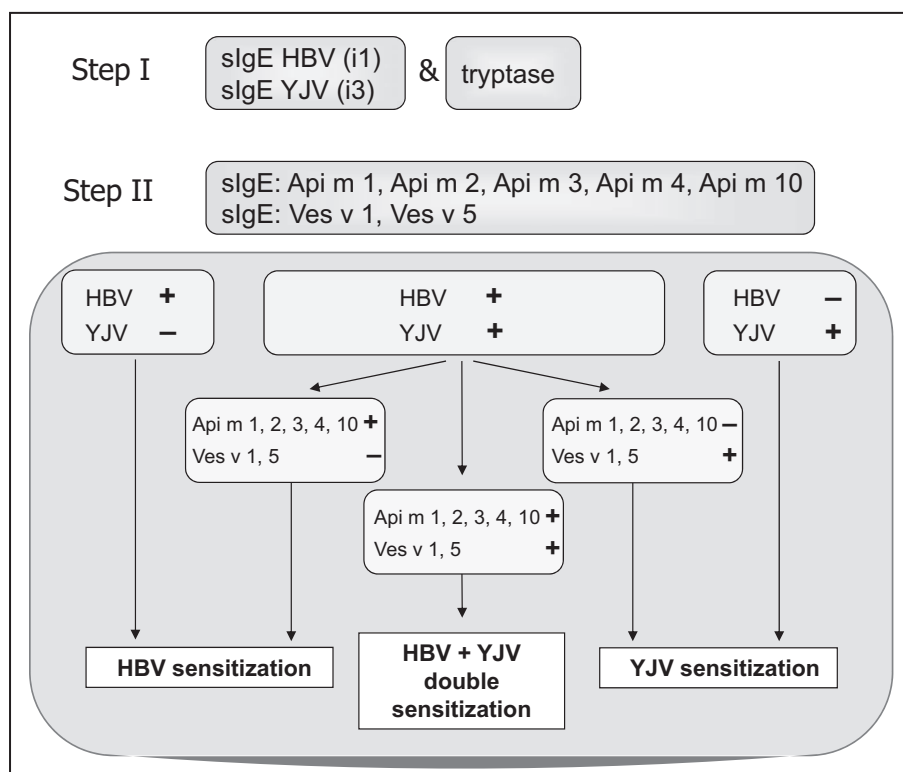 Step I
sIgE HBV (i1)
sIgE YJV (i3)
&
tryptase
Step II
sIgE: Api m 1, Api m 2, Api m 3, Api m 4, Api m 10
sIgE: Ves v 1, Ves v 5
HBV +
YJV –
HBV +
YJV +
HBV –
YJV +
Api m 1, 2, 3, 4, 10 +
Ves v 1, 5 –
Api m 1, 2, 3, 4, 10 –
Ves v 1, 5 +
Api m 1, 2, 3, 4, 10 +
Ves v 1, 5 +
HBV sensitization
HBV + YJV
double
sensitization
YJV sensitization